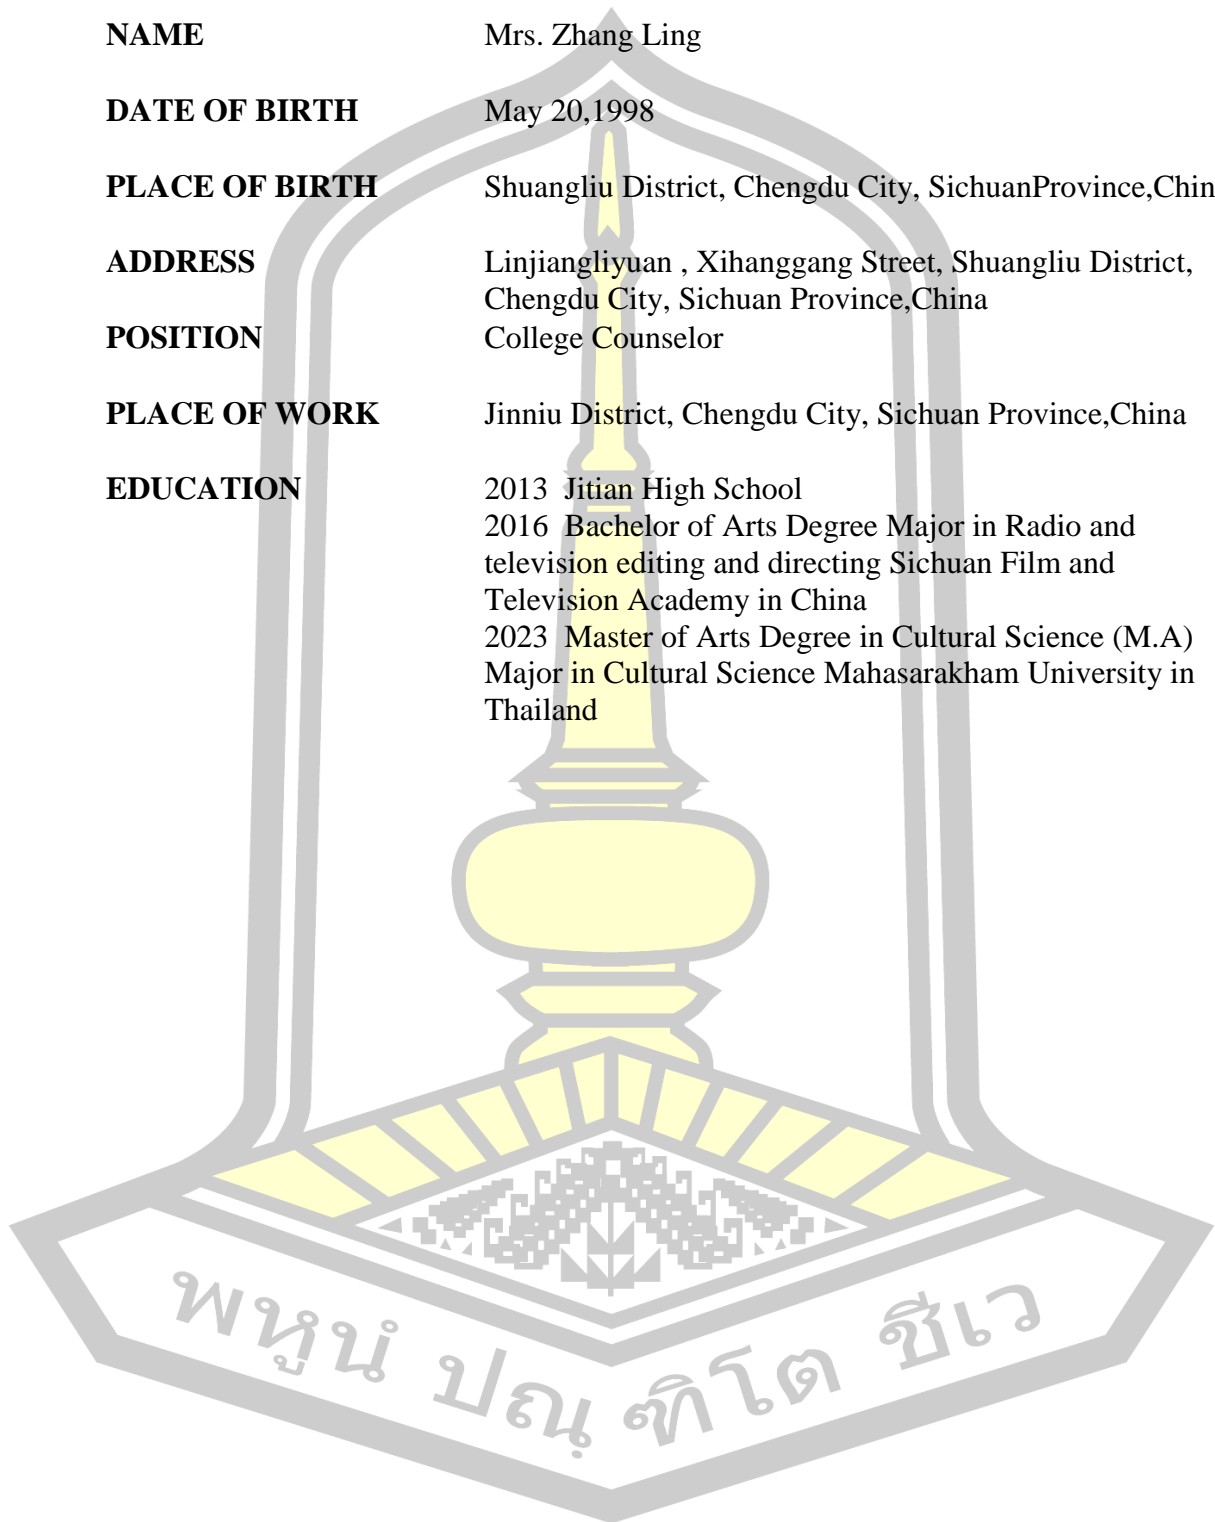 NAME Mrs. Zhang Ling
DATE OF BIRTH May 20,1998
PLACE OF BIRTH Shuangliu District, Chengdu City, SichuanProvince,Chin
ADDRESS Linjiangliyuan , Xihanggang Street, Shuangliu District,
Chengdu City, Sichuan Province,China
POSITION College Counselor
PLACE OF WORK Jinniu District, Chengdu City, Sichuan Province,China
EDUCATION 2013 Jitian High School
2016 Bachelor of Arts Degree Major in Radio and
television editing and directing Sichuan Film and
Television Academy in China
2023 Master of Arts Degree in Cultural Science (M.A)
Major in Cultural Science Mahasarakham University in
Thailand
พหูนํ ปณฺ ฑิโต ชีเว